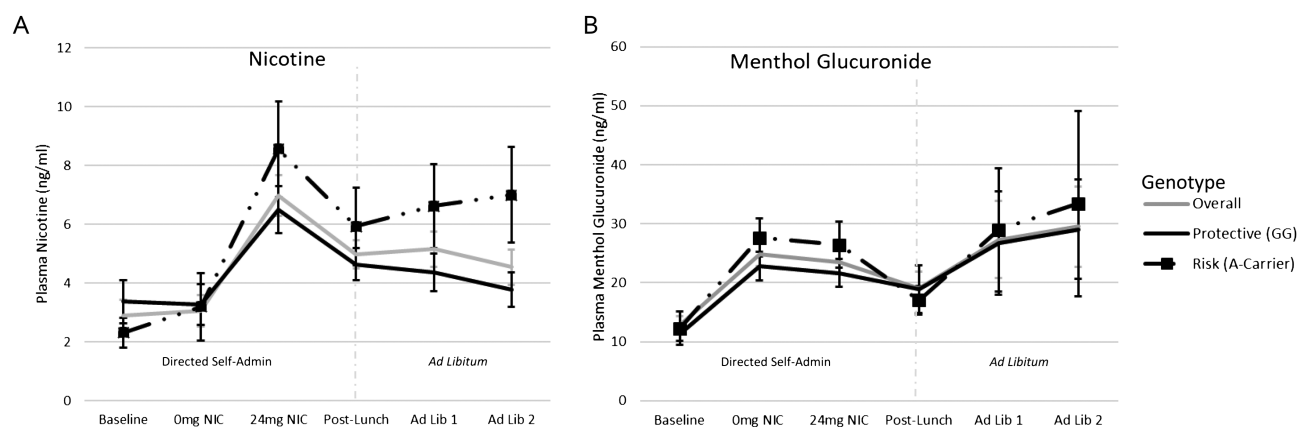 A
Nicotine
Plasma Nicotine (ng/ml)
12
10
8
6
4
2
0
Directed Self-Admin
Ad Libitum
Baseline
0mg NIC
24mg NIC
Post-Lunch
Ad Lib 1
Ad Lib 2
B
Menthol Glucuronide
Plasma Menthol Glucuronide (ng/ml)
60
50
40
30
20
10
0
Directed Self-Admin
Ad Libitum
Baseline
0mg NIC
24mg NIC
Post-Lunch
Ad Lib 1
Ad Lib 2
Genotype
Overall
Protective (GG)
Risk (A-Carrier)